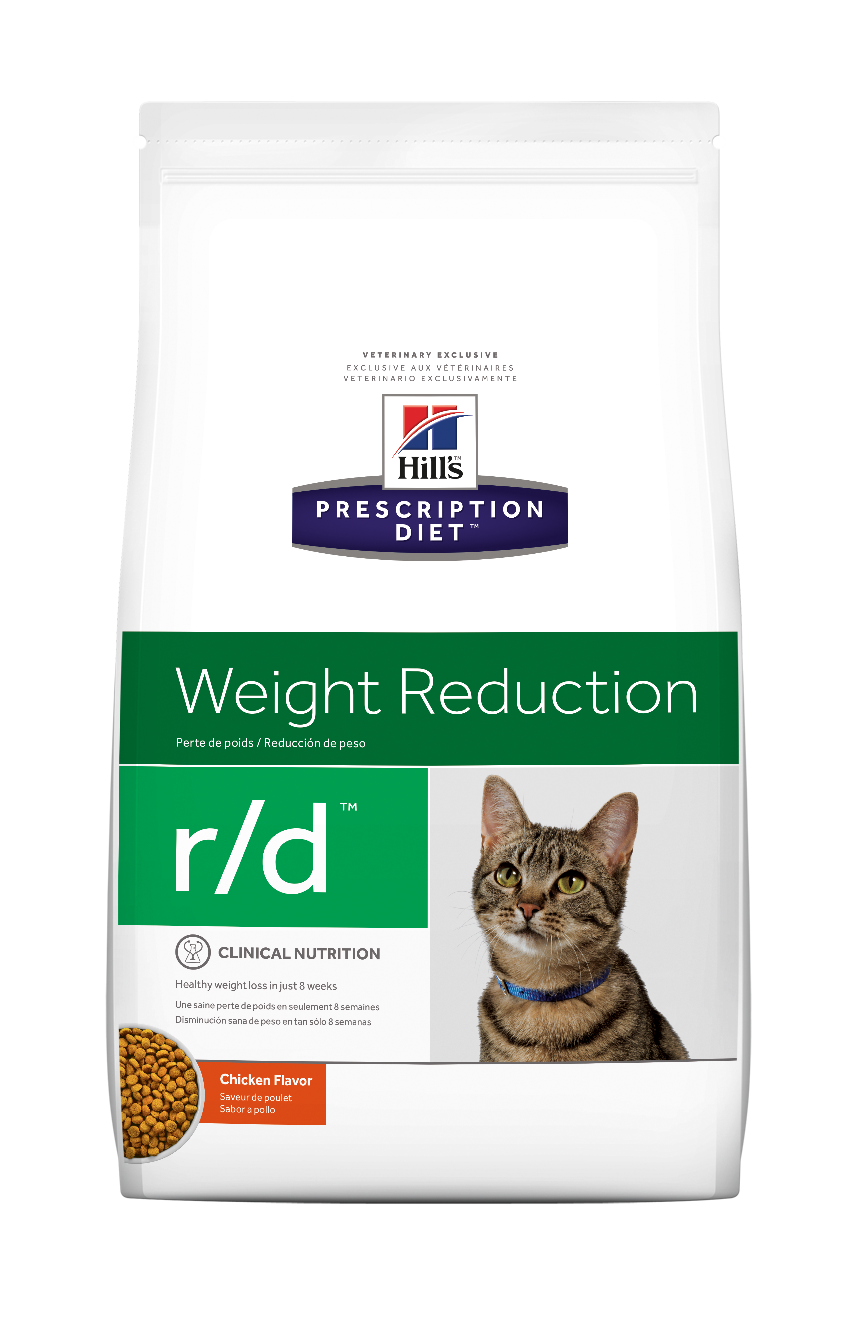 VETERINARY EXCLUSIVE
EXCLUSIVE AUX VÉTÉRINAIRES
VETERINARIO EXCLUSIVAMENTE
Hill's™
PRESCRIPTION
DIET™
Weight Reduction
Perte de poids / Reducción de peso
r/d™
CLINICAL NUTRITION
Healthy weight loss in just 8 weeks
Une saine perte de poids en seulement 8 semaines
Disminución sana de peso en tan sólo 8 semanas
Chicken Flavor
Saveur de poulet
Sabor a pollo